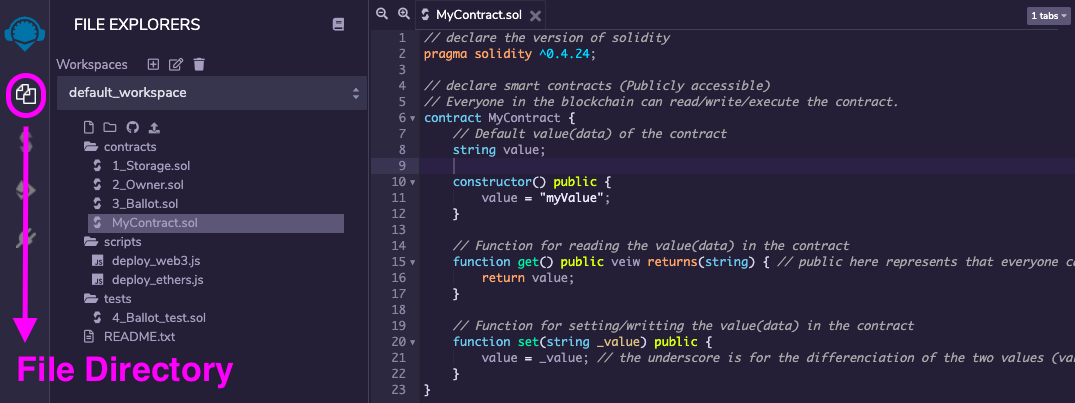 FILE EXPLORERS
Workspaces
default_workspace
contracts
1_Storage.sol
2_Owner.sol
3_Ballot.sol
MyContract.sol
scripts
JS deploy_web3.js
JS deploy_ethers.js
tests
4_Ballot_test.sol
README.txt
File Directory
MyContract.sol
1 tabs
1 // declare the version of solidity
2 pragma solidity ^0.4.24;
3
4 // declare smart contracts (Publicly accessible)
5 // Everyone in the blockchain can read/write/execute the contract.
6 contract MyContract {
7 // Default value(data) of the contract
8 string value;
9
10 constructor() public {
11 value = "myValue";
12 }
13
14 // Function for reading the value(data) in the contract
15 function get() public veiw returns(string) { // public here represents that everyone c
16 return value;
17 }
18
19 // Function for setting/writting the value(data) in the contract
20 function set(string _value) public {
21 value = _value; // the underscore is for the differenciation of the two values (va
22 }
23 }